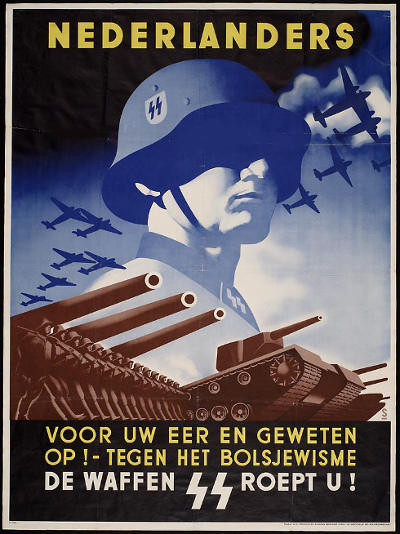 NEDERLANDERS
VOOR UW EER EN GEWETEN
OP! - TEGEN HET BOLSJEWISME
DE WAFFEN SS ROEPT U!